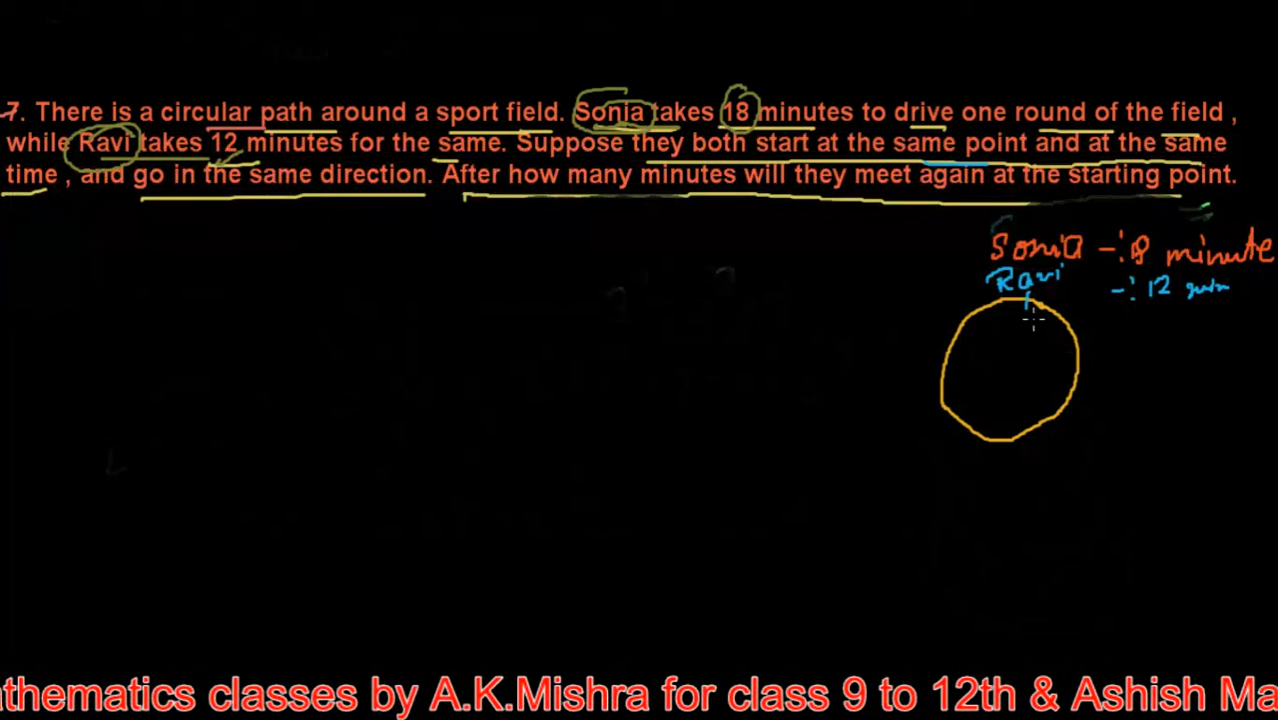 7. There is a circular path around a sport field. Sonia takes 18 minutes to drive one round of the field ,
while Ravi takes 12 minutes for the same. Suppose they both start at the same point and at the same
time , and go in the same direction. After how many minutes will they meet again at the starting point.
Sonia -: 18 minute
Ravi -: 12 min
athematics classes by A.K.Mishra for class 9 to 12th & Ashish Ma